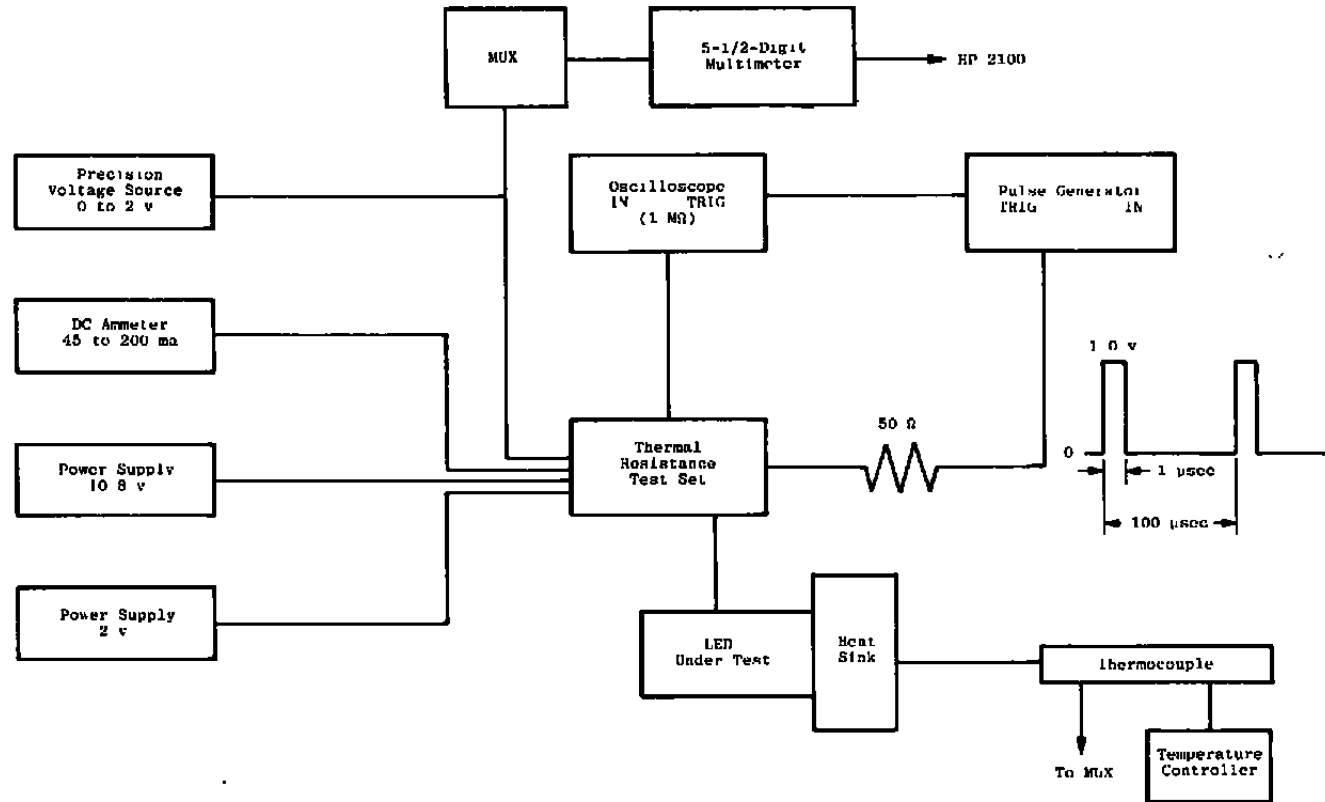 MUX
5-1/2-Digit
Multimeter
HP 2100
Precision
Voltage Source
0 to 2 v
Oscilloscope
IN TRIG
(1 MΩ)
Pulse Generator
TRIG IN
DC Ammeter
45 to 200 ma
1 0 v
50 Ω
0
1 μsec
100 μsec
Power Supply
10 8 v
Thermal
Resistance
Test Set
Power Supply
2 v
LED
Under Test
Heat
Sink
Thermocouple
To MUX
Temperature
Controller